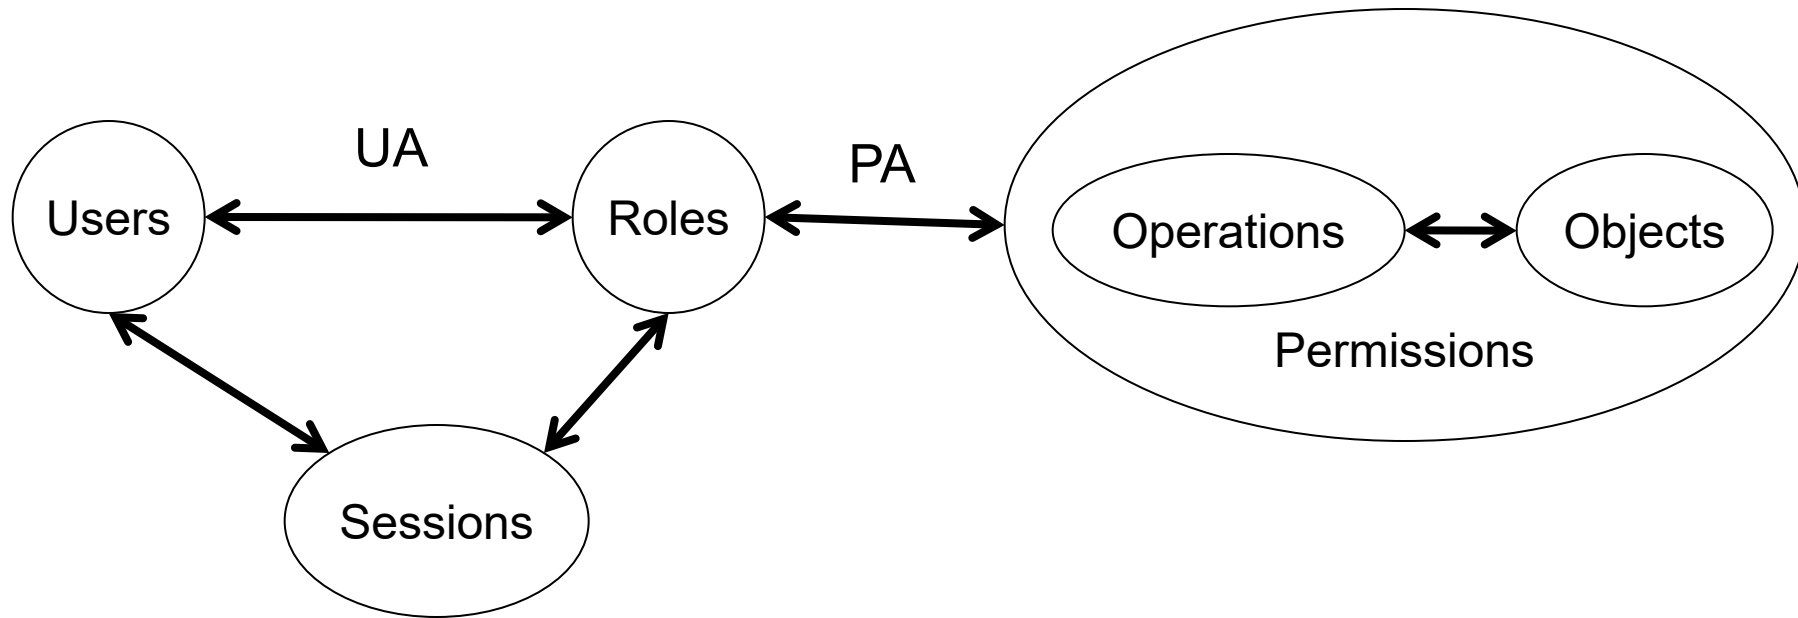 UA
PA
Users
Roles
Operations
Objects
Permissions
Sessions